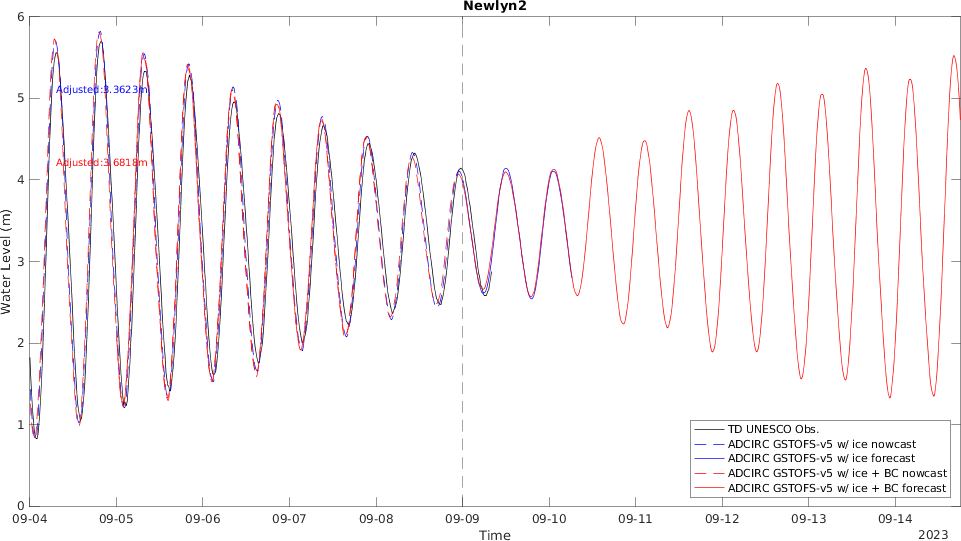 Newlyn2
6
5
4
3
2
1
0
Water Level (m)
Adjusted:3.3623m
Adjusted:3.6818m
TD UNESCO Obs.
ADCIRC GSTOFS-v5 w/ ice nowcast
ADCIRC GSTOFS-v5 w/ ice forecast
ADCIRC GSTOFS-v5 w/ ice + BC nowcast
ADCIRC GSTOFS-v5 w/ ice + BC forecast
09-04 09-05 09-06 09-07 09-08 09-09 09-10 09-11 09-12 09-13 09-14
Time
2023